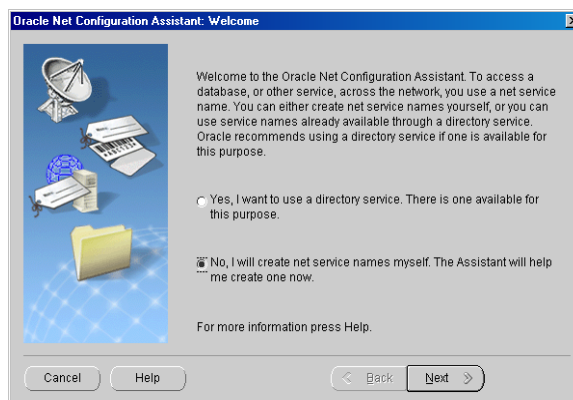 Oracle Net Configuration Assistant: Welcome
Welcome to the Oracle Net Configuration Assistant. To access a
database, or other service, across the network, you use a net service
name. You can either create net service names yourself, or you can
use service names already available through a directory service.
Oracle recommends using a directory service if one is available for
this purpose.
Yes, I want to use a directory service. There is one available for
this purpose.
No, I will create net service names myself. The Assistant will help
me create one now.
For more information press Help.
Cancel
Help
Back
Next